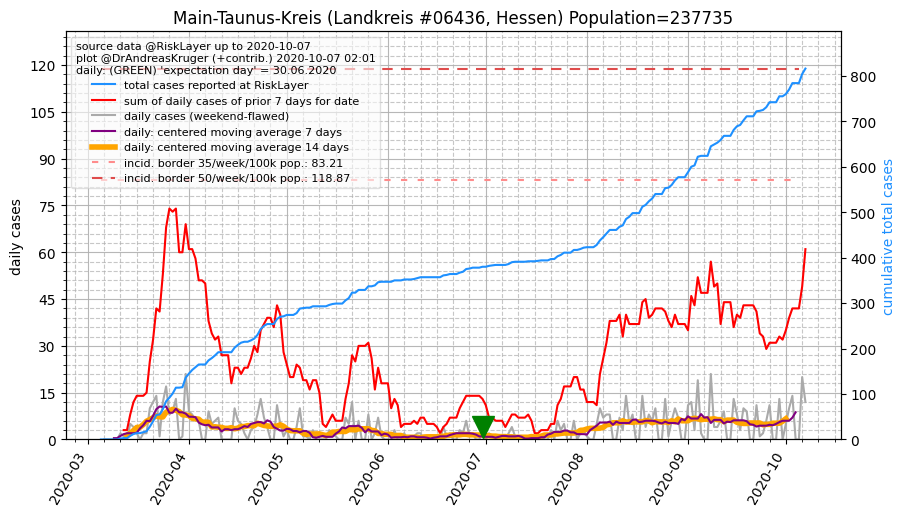 Main-Taunus-Kreis (Landkreis #06436, Hessen) Population=237735
source data @RiskLayer up to 2020-10-07
plot @DrAndreasKruger (+contrib.) 2020-10-07 02:01
daily: (GREEN) 'expectation day' = 30.06.2020
total cases reported at RiskLayer
sum of daily cases of prior 7 days for date
daily cases (weekend-flawed)
daily: centered moving average 7 days
daily: centered moving average 14 days
incid. border 35/week/100k pop.: 83.21
incid. border 50/week/100k pop.: 118.87
daily cases
120
105
90
75
60
45
30
15
0
cumulative total cases
800
700
600
500
400
300
200
100
0
2020-03
2020-04
2020-05
2020-06
2020-07
2020-08
2020-09
2020-10